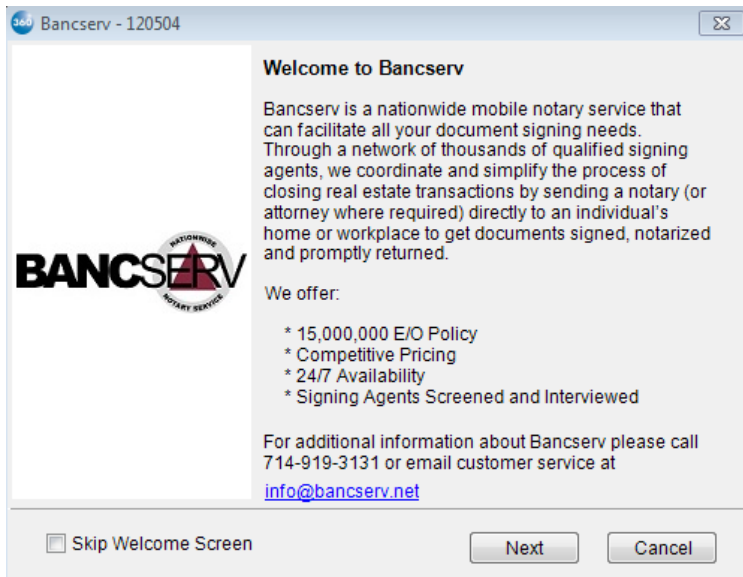 360 Bancserv - 120504
NATIONWIDE
BANCSERV
NOTARY SERVICE
Welcome to Bancserv
Bancserv is a nationwide mobile notary service that
can facilitate all your document signing needs.
Through a network of thousands of qualified signing
agents, we coordinate and simplify the process of
closing real estate transactions by sending a notary (or
attorney where required) directly to an individual's
home or workplace to get documents signed, notarized
and promptly returned.
We offer:
* 15,000,000 E/O Policy
* Competitive Pricing
* 24/7 Availability
* Signing Agents Screened and Interviewed
For additional information about Bancserv please call
714-919-3131 or email customer service at
info@bancserv.net
Skip Welcome Screen
Next
Cancel